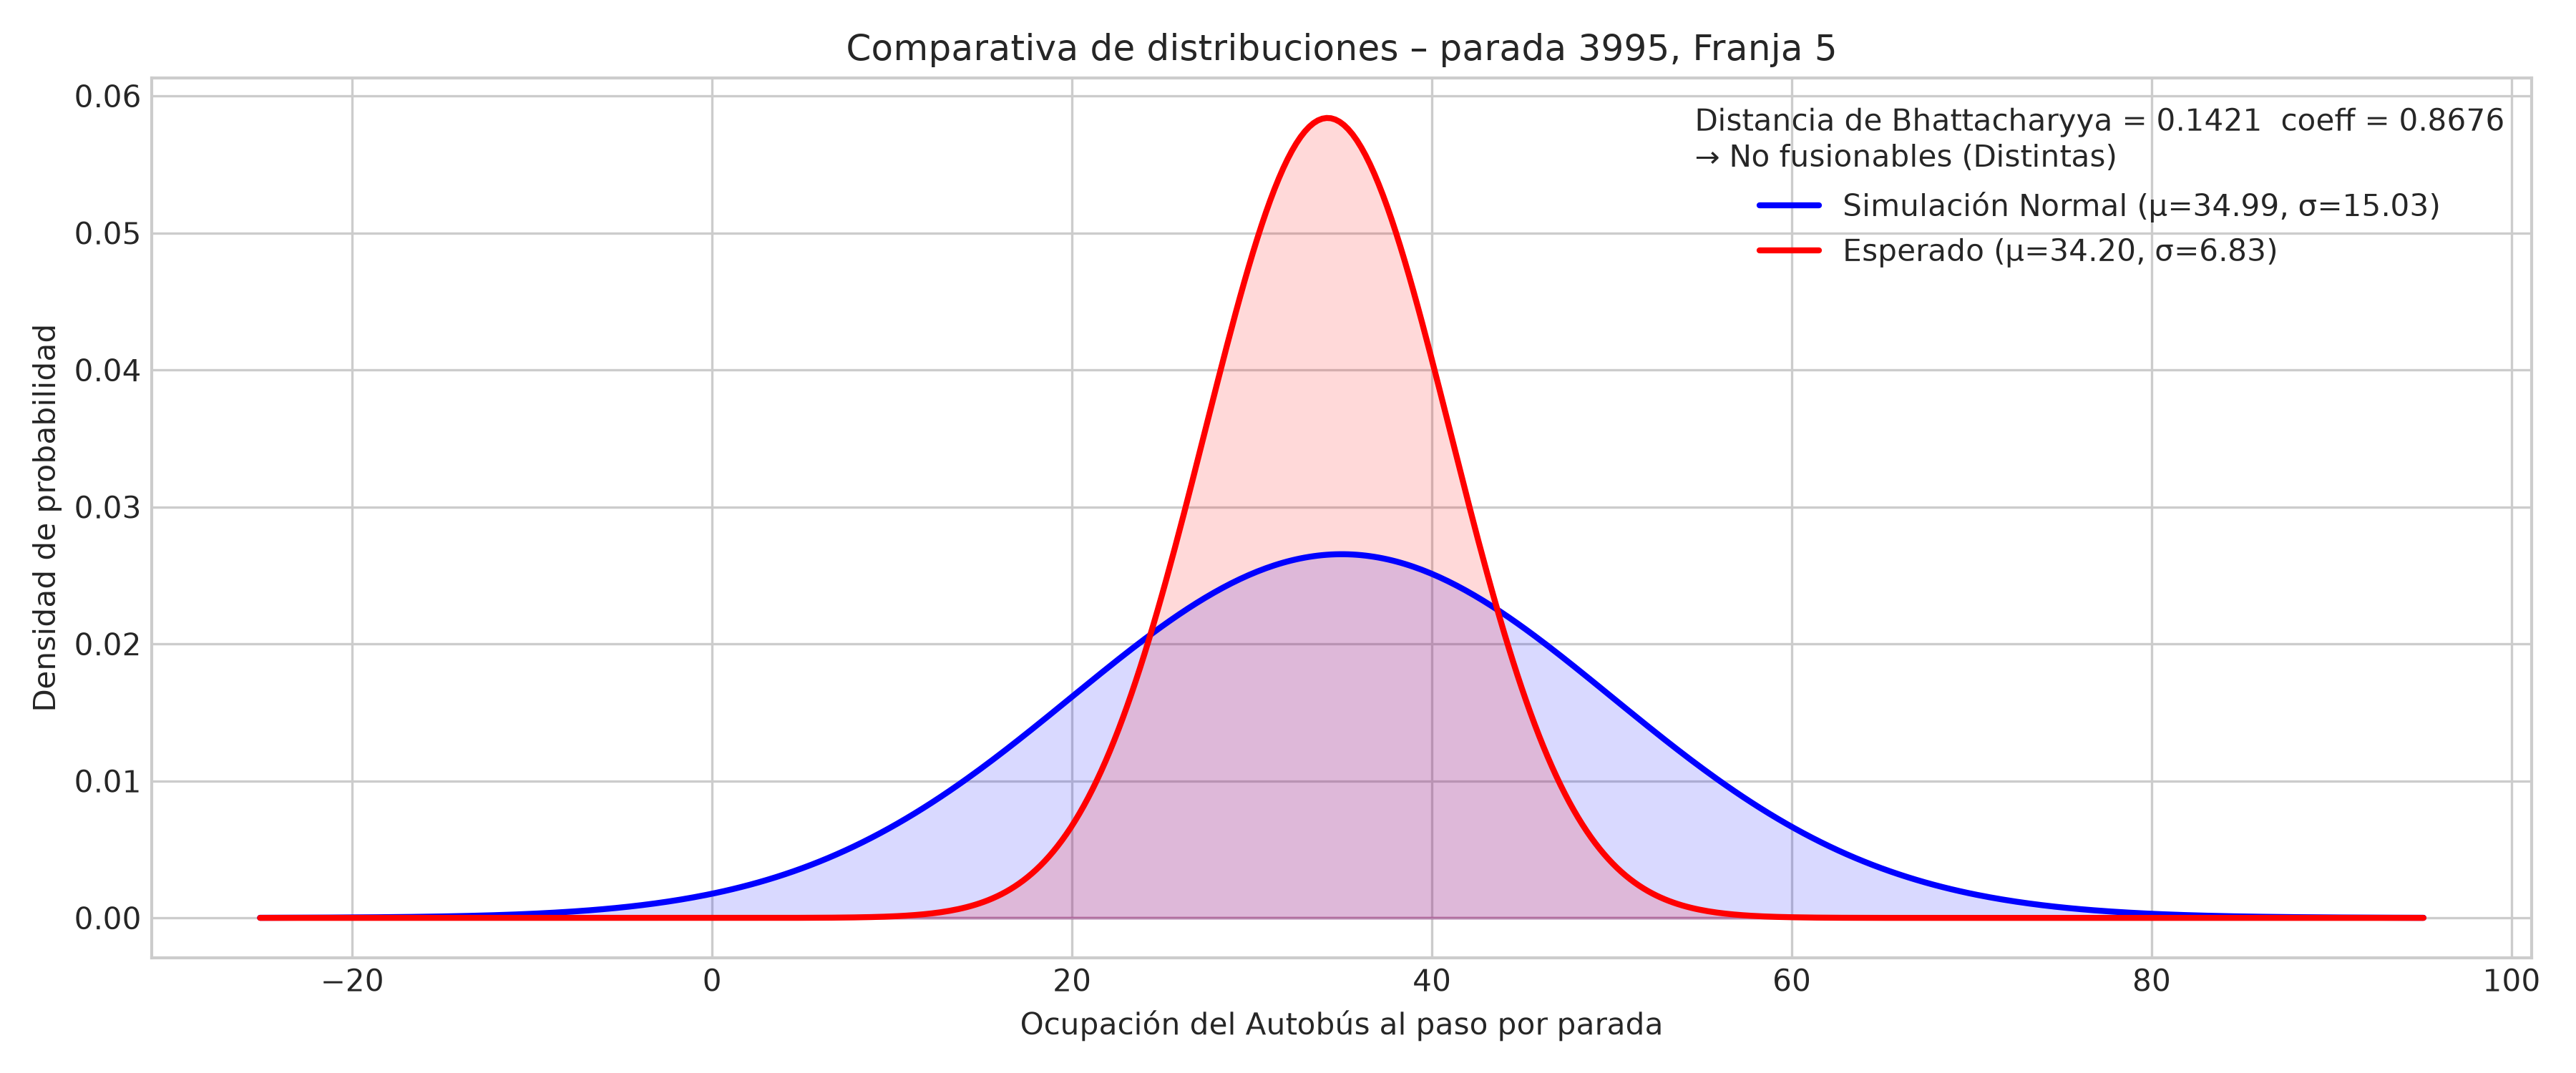 Comparativa de distribuciones – parada 3995, Franja 5
Distancia de Bhattacharyya = 0.1421  coeff = 0.8676
→ No fusionables (Distintas)
Simulación Normal (μ=34.99, σ=15.03)
Esperado (μ=34.20, σ=6.83)
Densidad de probabilidad
0.06
0.05
0.04
0.03
0.02
0.01
0.00
−20 0 20 40 60 80 100
Ocupación del Autobús al paso por parada